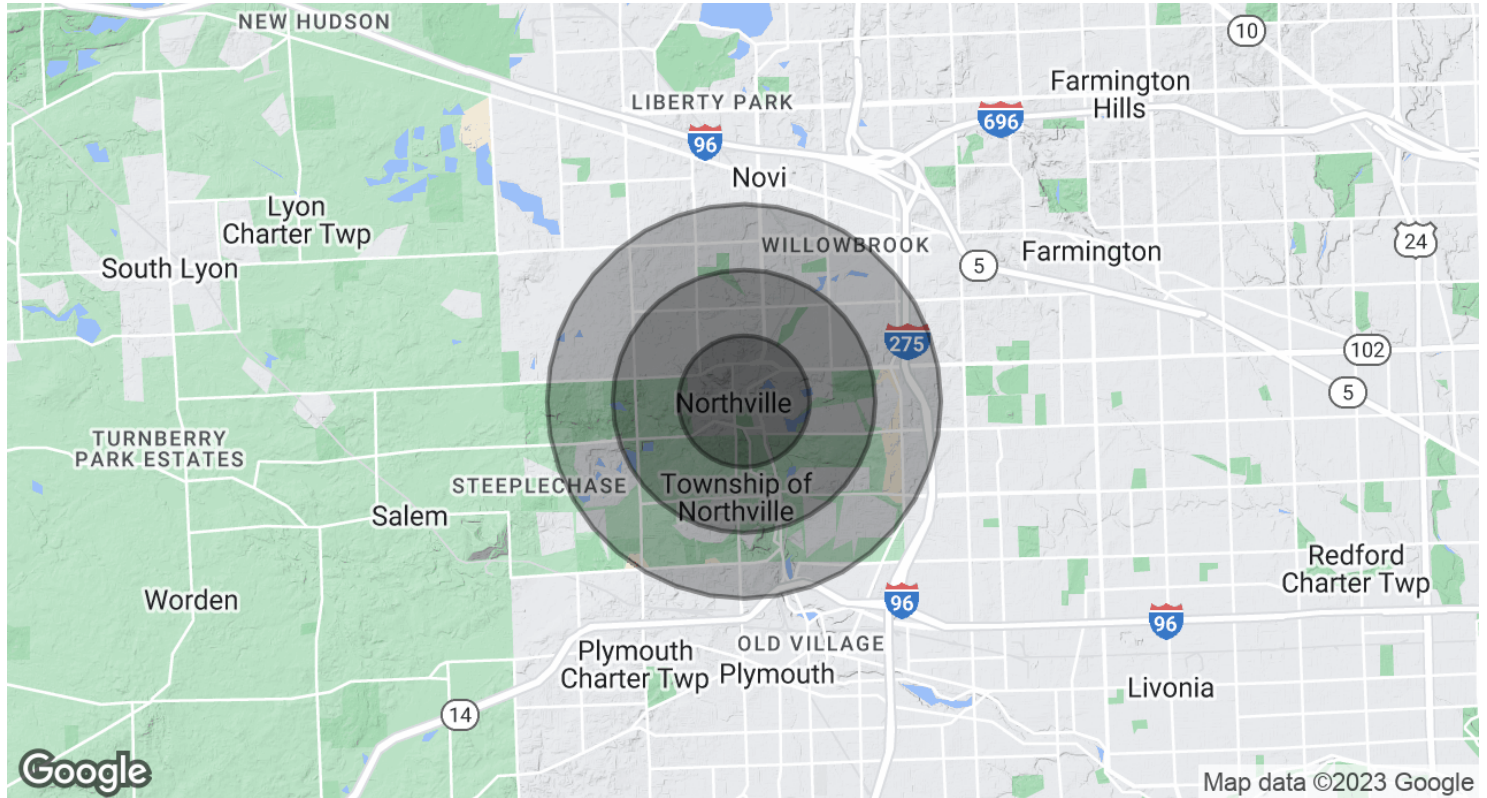 NEW HUDSON
10
LIBERTY PARK
Farmington
Hills
696
96
Novi
Lyon
Charter Twp
South Lyon
WILLOWBROOK
Farmington
24
5
275
102
5
Northville
TURNBERRY
PARK ESTATES
STEEPLECHASE
Township of
Northville
Salem
Redford
Charter Twp
Worden
96
96
OLD VILLAGE
Plymouth
Charter Twp
Plymouth
Livonia
14
Google
Map data ©2023 Google